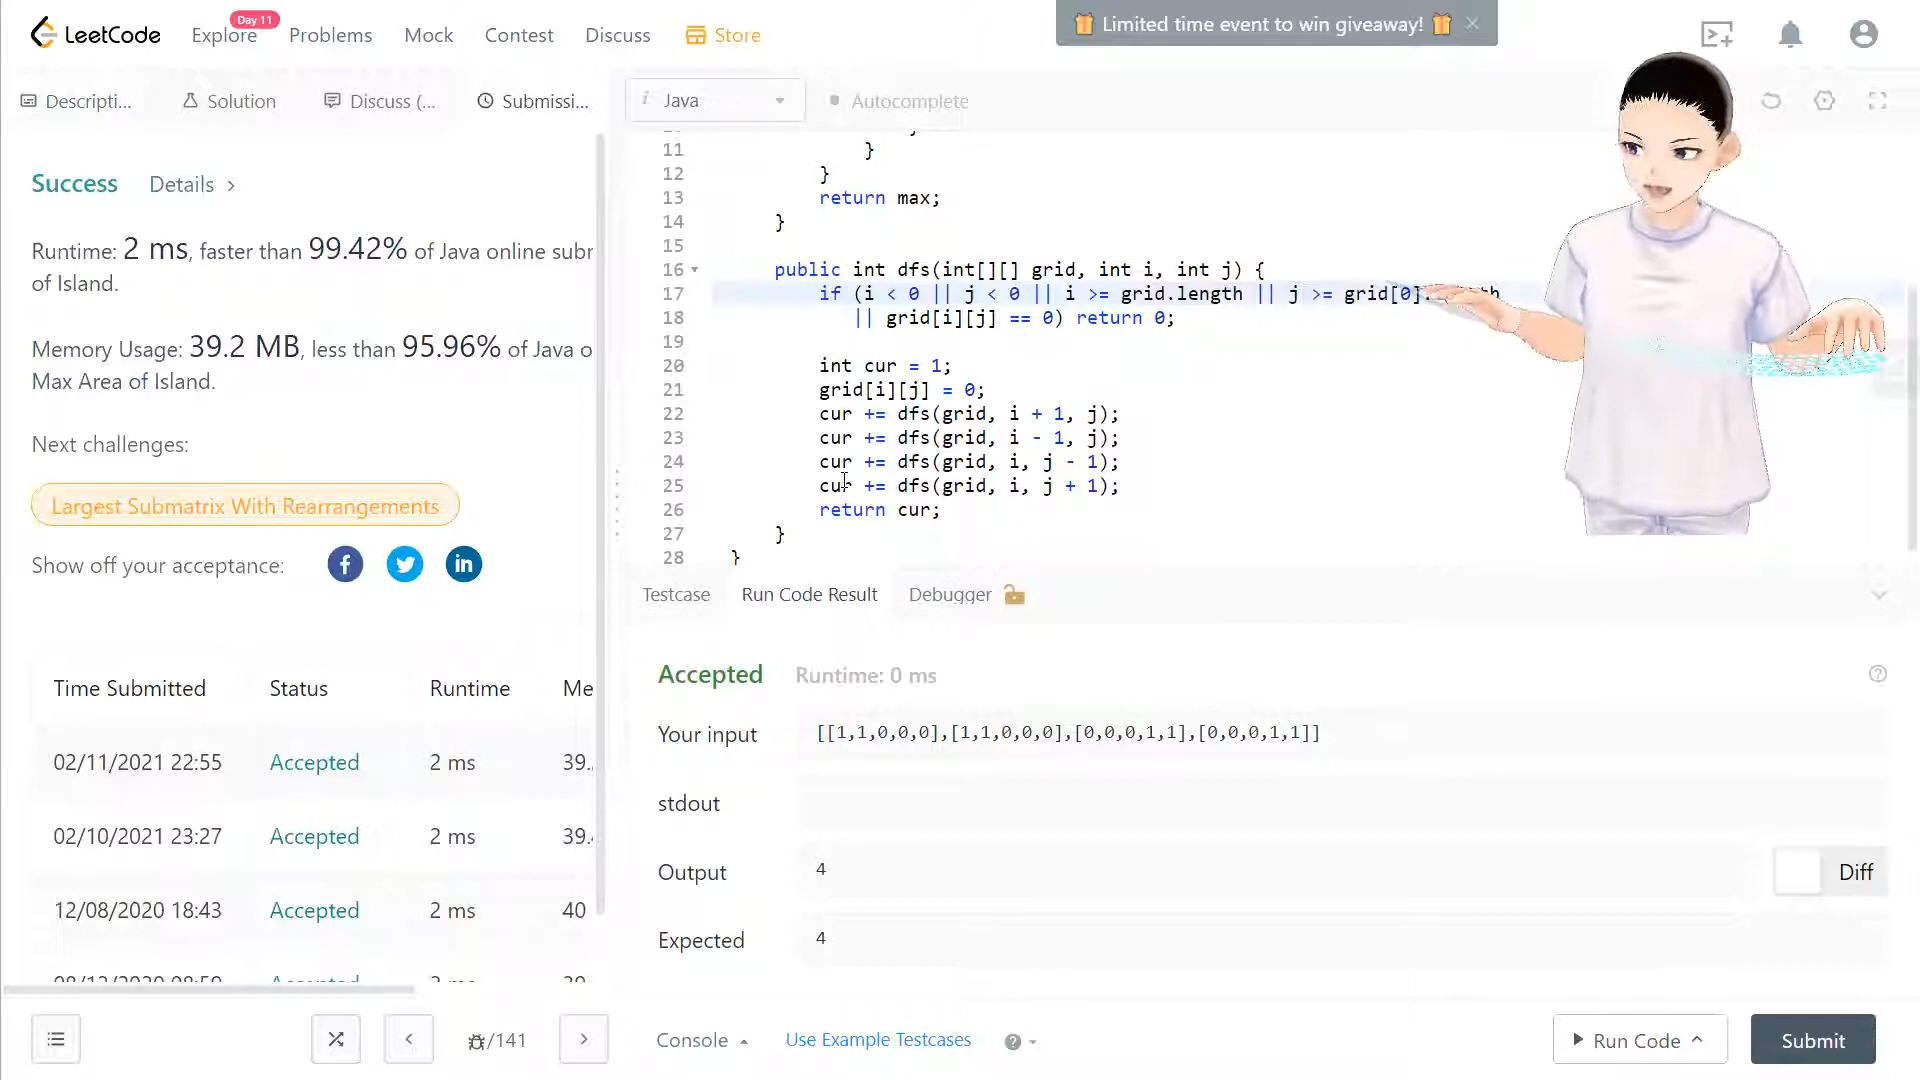 LeetCode
Explore
Day 11
Problems
Mock
Contest
Discuss
Store
Limited time event to win giveaway!
Descripti...
Solution
Discuss (...
Submissi...
i Java
Autocomplete
Success Details
Runtime: 2 ms, faster than 99.42% of Java online subr
of Island.
Memory Usage: 39.2 MB, less than 95.96% of Java o
Max Area of Island.
Next challenges:
Largest Submatrix With Rearrangements
Show off your acceptance:
Time Submitted Status Runtime Me
02/11/2021 22:55 Accepted 2 ms 39.
02/10/2021 23:27 Accepted 2 ms 39.
12/08/2020 18:43 Accepted 2 ms 40
/141
11 }
12 }
13 return max;
14 }
15
16 public int dfs(int[][] grid, int i, int j) {
17 if (i < 0 || j < 0 || i >= grid.length || j >= grid[0].
18 || grid[i][j] == 0) return 0;
19
20 int cur = 1;
21 grid[i][j] = 0;
22 cur += dfs(grid, i + 1, j);
23 cur += dfs(grid, i - 1, j);
24 cur += dfs(grid, i, j - 1);
25 cur += dfs(grid, i, j + 1);
26 return cur;
27 }
28 }
Testcase Run Code Result Debugger
Accepted Runtime: 0 ms
Your input [[1,1,0,0,0],[1,1,0,0,0],[0,0,0,1,1],[0,0,0,1,1]]
stdout
Output 4
Diff
Expected 4
Console Use Example Testcases
Run Code
Submit